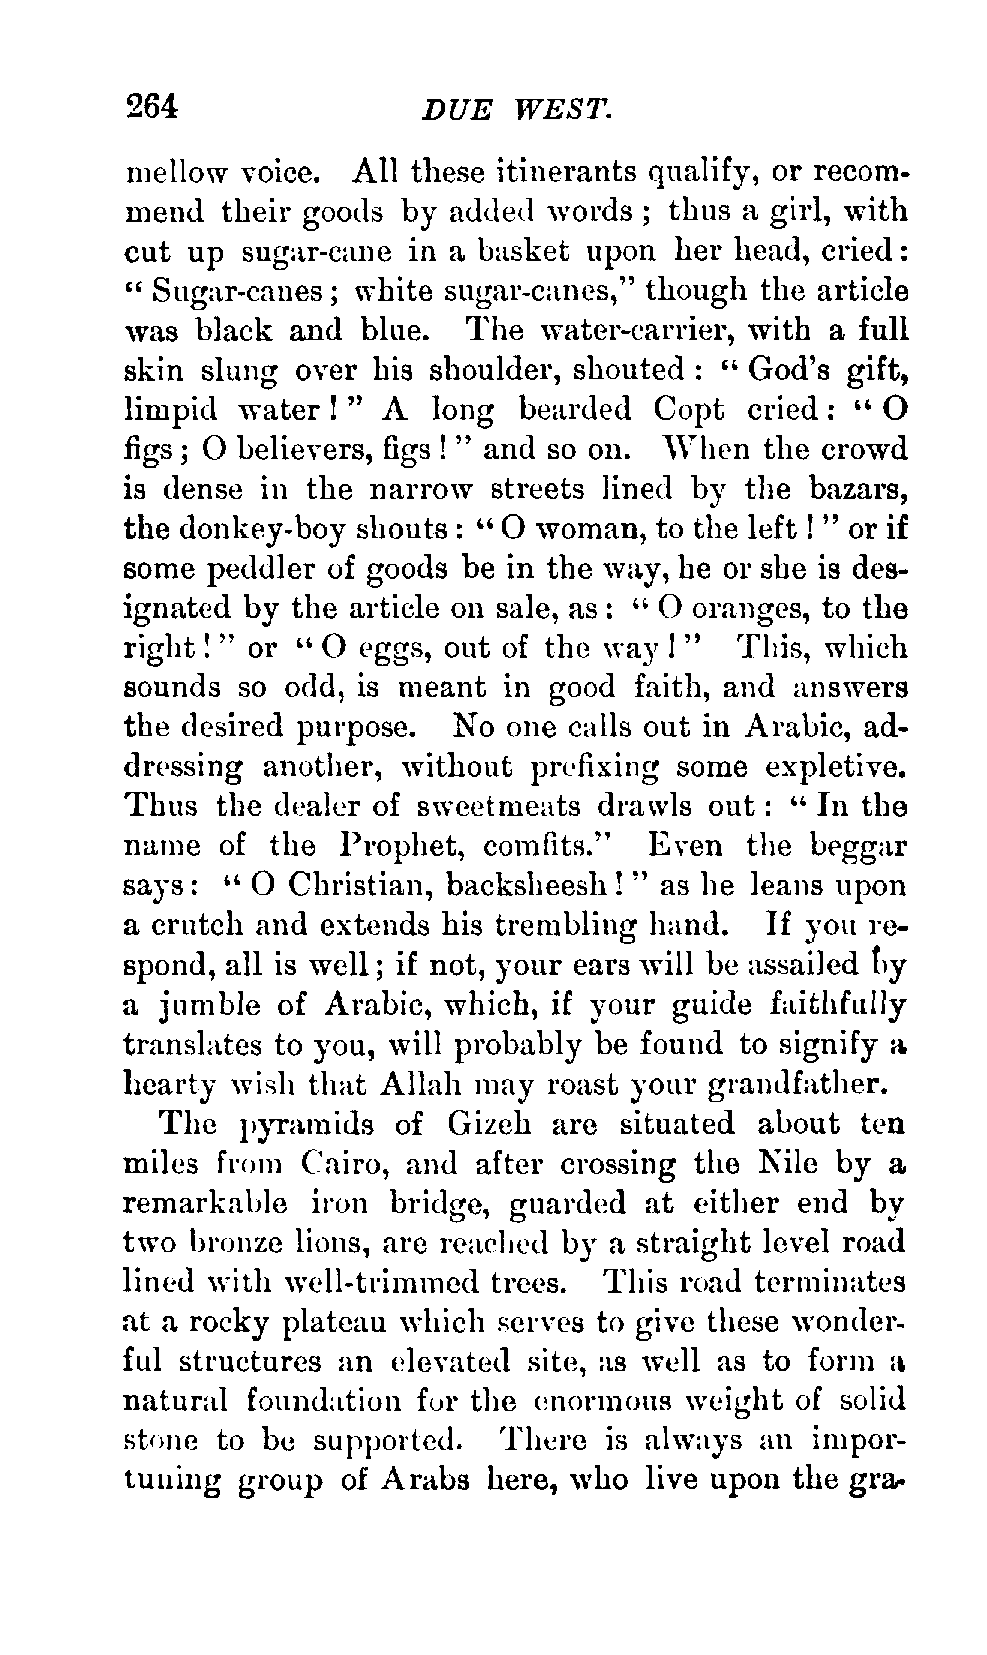 264 DUE WEST.
mellow voice. All these itinerants qualify, or recom-
mend their goods by added words ; thus a girl, with
cut up sugar-cane in a basket upon her head, cried :
“ Sugar-canes ; white sugar-canes,” though the article
was black and blue. The water-carrier, with a full
skin slung over his shoulder, shouted : “ God’s gift,
limpid water ! ” A long bearded Copt cried : “ O
figs ; O believers, figs ! ” and so on. When the crowd
is dense in the narrow streets lined by the bazars,
the donkey-boy shouts : “ O woman, to the left ! ” or if
some peddler of goods be in the way, he or she is des-
ignated by the article on sale, as : “ O oranges, to the
right ! ” or “ O eggs, out of the way ! ” This, which
sounds so odd, is meant in good faith, and answers
the desired purpose. No one calls out in Arabic, ad-
dressing another, without prefixing some expletive.
Thus the dealer of sweetmeats drawls out : “ In the
name of the Prophet, comfits.” Even the beggar
says : “ O Christian, backsheesh ! ” as he leans upon
a crutch and extends his trembling hand. If you re-
spond, all is well ; if not, your ears will be assailed by
a jumble of Arabic, which, if your guide faithfully
translates to you, will probably be found to signify a
hearty wish that Allah may roast your grandfather.
The pyramids of Gizeh are situated about ten
miles from Cairo, and after crossing the Nile by a
remarkable iron bridge, guarded at either end by
two bronze lions, are reached by a straight level road
lined with well-trimmed trees. This road terminates
at a rocky plateau which serves to give these wonder-
ful structures an elevated site, as well as to form a
natural foundation for the enormous weight of solid
stone to be supported. There is always an impor-
tuning group of Arabs here, who live upon the gra-